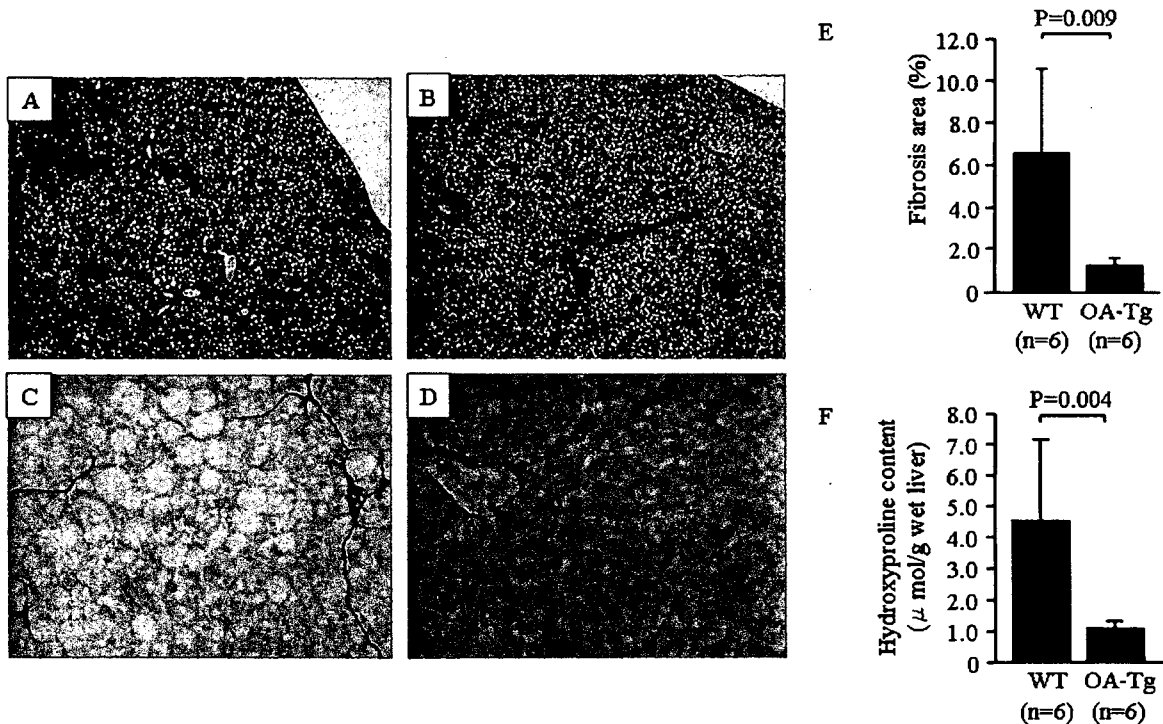 A
B
C
D
E
P=0.009
Fibrosis area (%)
12.0
10.0
8.0
6.0
4.0
2.0
0
WT OA-Tg
(n=6) (n=6)
F
P=0.004
Hydroxyproline content
(μ mol/g wet liver)
8.0
7.0
6.0
5.0
4.0
3.0
2.0
1.0
0
WT OA-Tg
(n=6) (n=6)